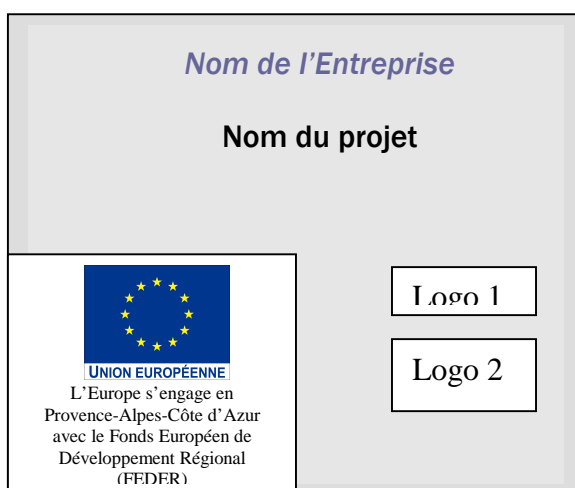 Nom de l’Entreprise
Nom du projet
Logo 1
Logo 2
UNION EUROPÉENNE
L’Europe s’engage en
Provence-Alpes-Côte d’Azur
avec le Fonds Européen de
Développement Régional
(FEDER)